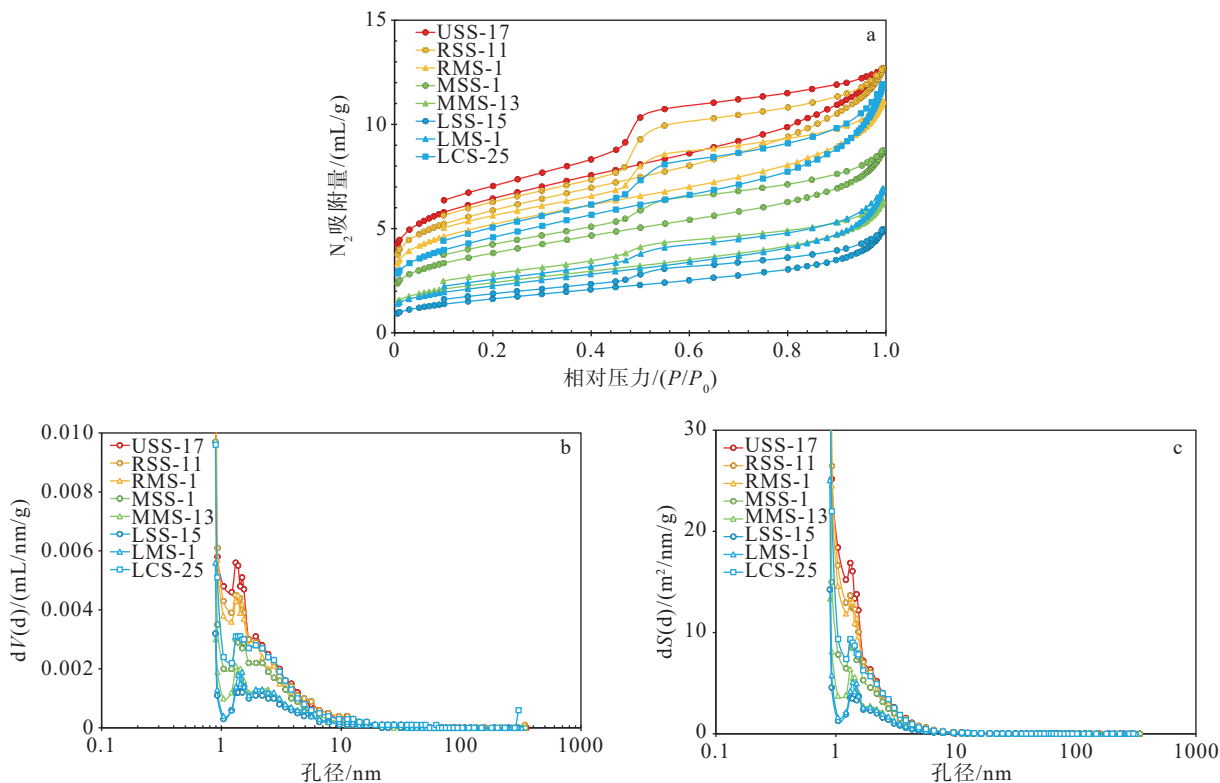 a
15
10
5
0
N₂吸附量/(mL/g)
USS-17
RSS-11
RMS-1
MSS-1
MMS-13
LSS-15
LMS-1
LCS-25
0 0.2 0.4 0.6 0.8 1.0
相对压力/(P/P₀)
b
0.010
0.008
0.006
0.004
0.002
0
dV(d)/(mL/nm/g)
USS-17
RSS-11
RMS-1
MSS-1
MMS-13
LSS-15
LMS-1
LCS-25
0.1 1 10 100 1000
孔径/nm
c
30
20
10
0
dS(d)/(m²/nm/g)
USS-17
RSS-11
RMS-1
MSS-1
MMS-13
LSS-15
LMS-1
LCS-25
0.1 1 10 100 1000
孔径/nm